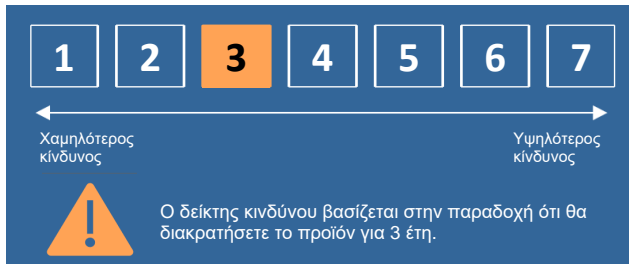 1 2 3 4 5 6 7
Χαμηλότερος κίνδυνος
Υψηλότερος κίνδυνος
Ο δείκτης κινδύνου βασίζεται στην παραδοχή ότι θα
διακρατήσετε το προϊόν για 3 έτη.